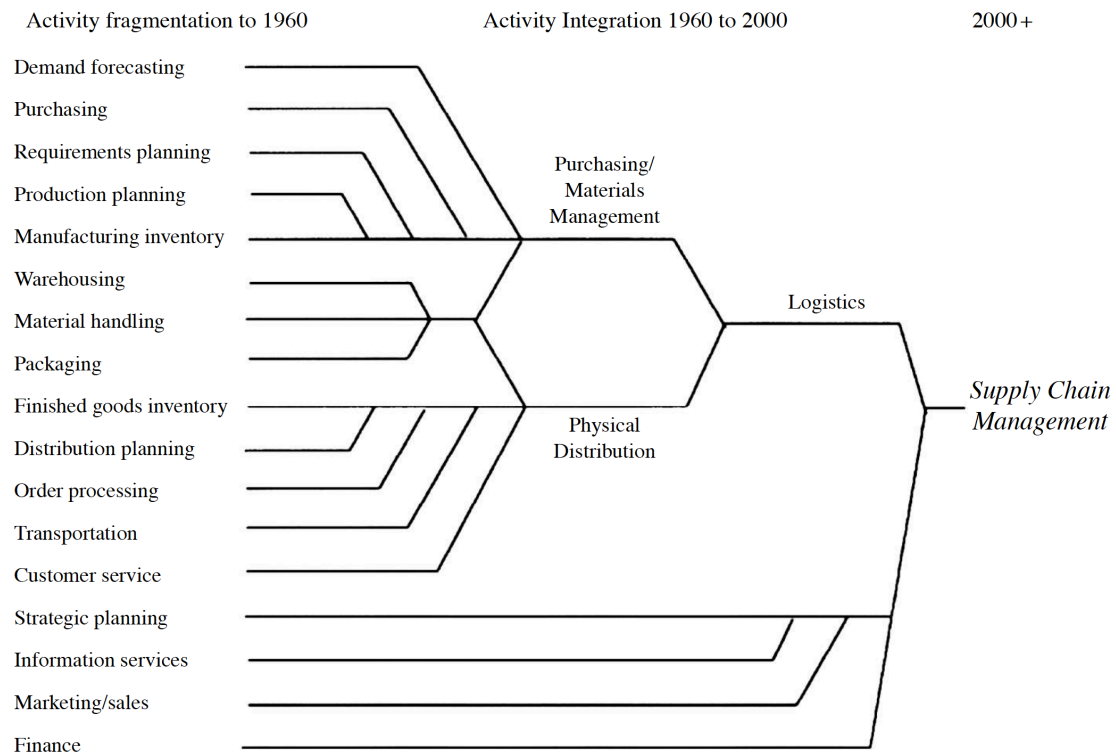 Activity fragmentation to 1960
Activity Integration 1960 to 2000
2000+
Demand forecasting
Purchasing
Requirements planning
Production planning
Manufacturing inventory
Warehousing
Material handling
Packaging
Finished goods inventory
Distribution planning
Order processing
Transportation
Customer service
Strategic planning
Information services
Marketing/sales
Finance
Purchasing/
Materials
Management
Physical
Distribution
Logistics
Supply Chain
Management